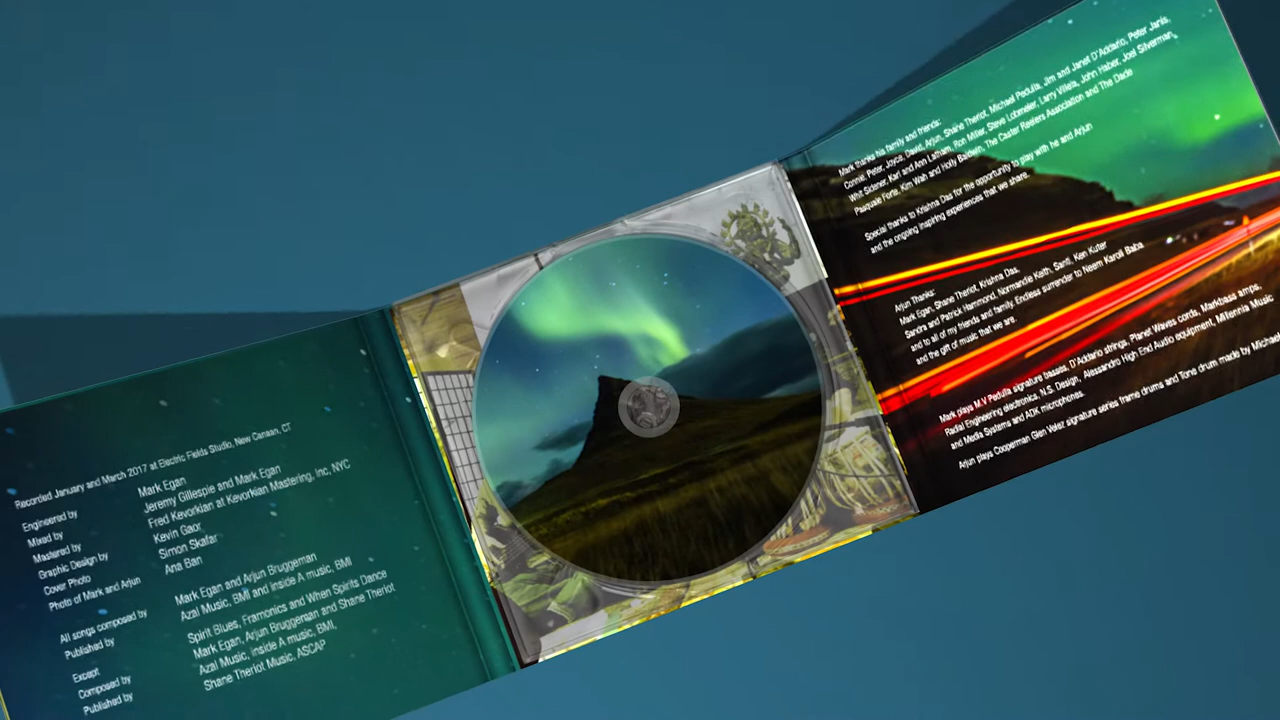 Recorded January and March 2017 at Electric Fields Studio, New Canaan, CT
Engineered by Mark Egan
Mixed by Jeremy Gillespie and Mark Egan
Mastered by Fred Kevorkian at Kevorkian Mastering, Inc, NYC
Graphic Design by Kevin Gaor
Cover Photo Simon Skafar
Photo of Mark and Arjun Ana Ban
All songs composed by Mark Egan and Arjun Bruggeman
Published by Azal Music, BMI and Inside A music, BMI
Except Spirit Blues, Framonics and When Spirits Dance
Composed by Mark Egan, Arjun Bruggeman and Shane Theriot
Published by Azal Music, Inside A music, BMI,
Shane Theriot Music, ASCAP
Mark thanks his family and friends:
Connie, Peter, Joyce, David, Arjun, Shane Theriot, Michael Pedulla, Jim and Janet D'Addario, Peter Janis,
Whit Sidener, Karl and Ann Latham, Ron Miller, Steve Lobmeier, Larry Villela, John Haber, Joel Silverman,
Pasquale Forte, Kim Wah and Holly Baldwin, The Caster Reelers Association and The Dade
Special thanks to Krishna Das for the opportunity to play with he and Arjun
and the ongoing inspiring experiences that we share.
Arjun Thanks:
Mark Egan, Shane Theriot, Krishna Das.
Sandra and Patrick Hammond, Normandie Keith, Santi, Ken Kuter
and to all of my friends and family. Endless surrender to Neem Karoli Baba
and the gift of music that we are.
Mark plays M.V Pedulla signature basses, D'Addario strings, Planet Waves cords, Markbass amps,
Radial Engineering electronics, N.S. Design, Alessandro High End Audio equipment, Millennia Music
and Media Systems and ADK microphones.
Arjun plays Cooperman Glen Velez signature series frame drums and Tone drum made by Michael